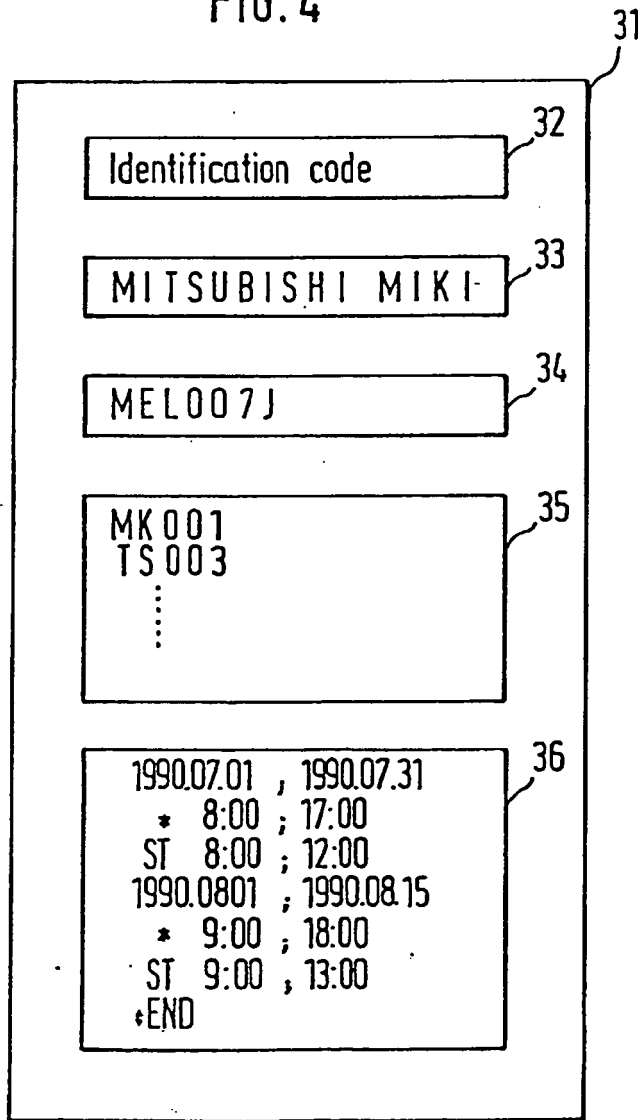 FIG. 4
31
32
Identification code
33
MITSUBISHI MIKI
34
MEL007J
35
MK001
TS003
36
1990.07.01 , 1990.07.31
* 8:00 ; 17:00
ST 8:00 ; 12:00
1990.0801 , 1990.08.15
* 9:00 ; 18:00
ST 9:00 , 13:00
*END